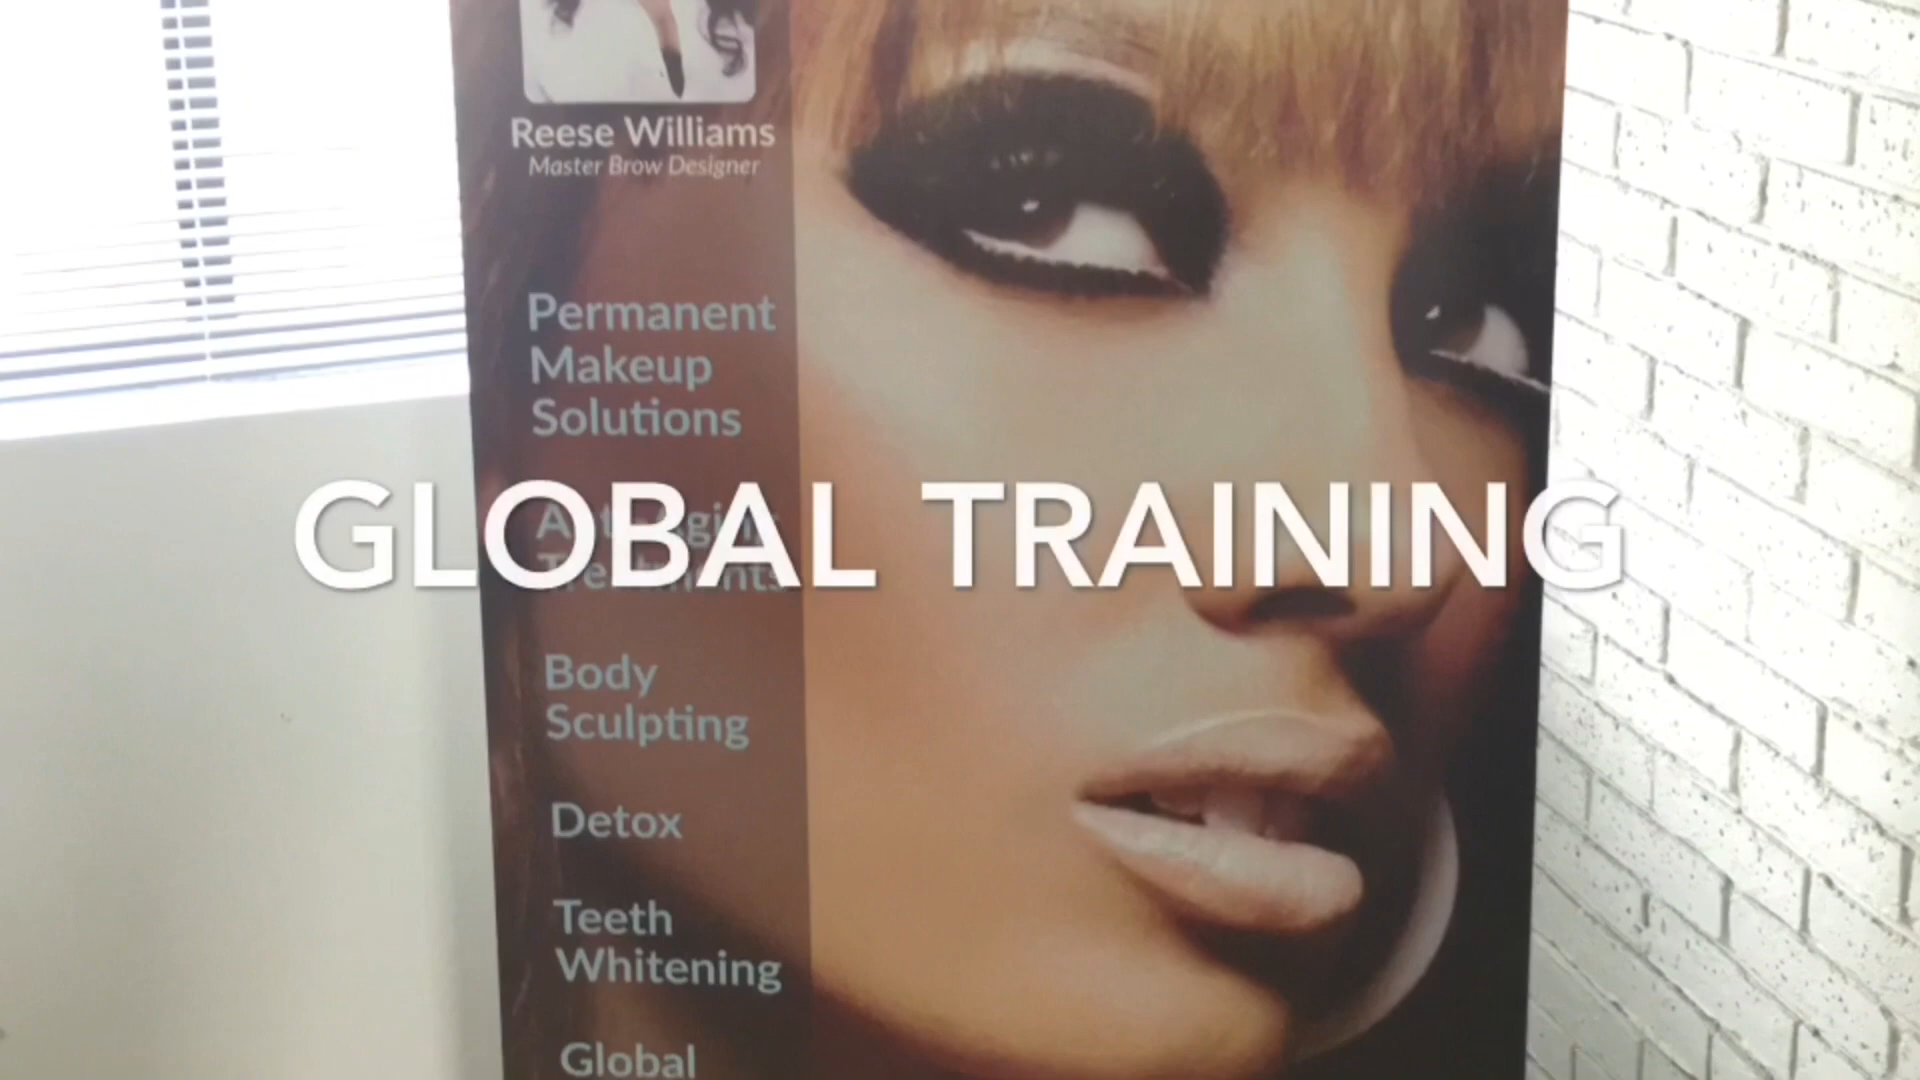 Reese Williams
Master Brow Designer
Permanent
Makeup
Solutions
GLOBAL TRAINING
Body
Sculpting
Detox
Teeth
Whitening
Global